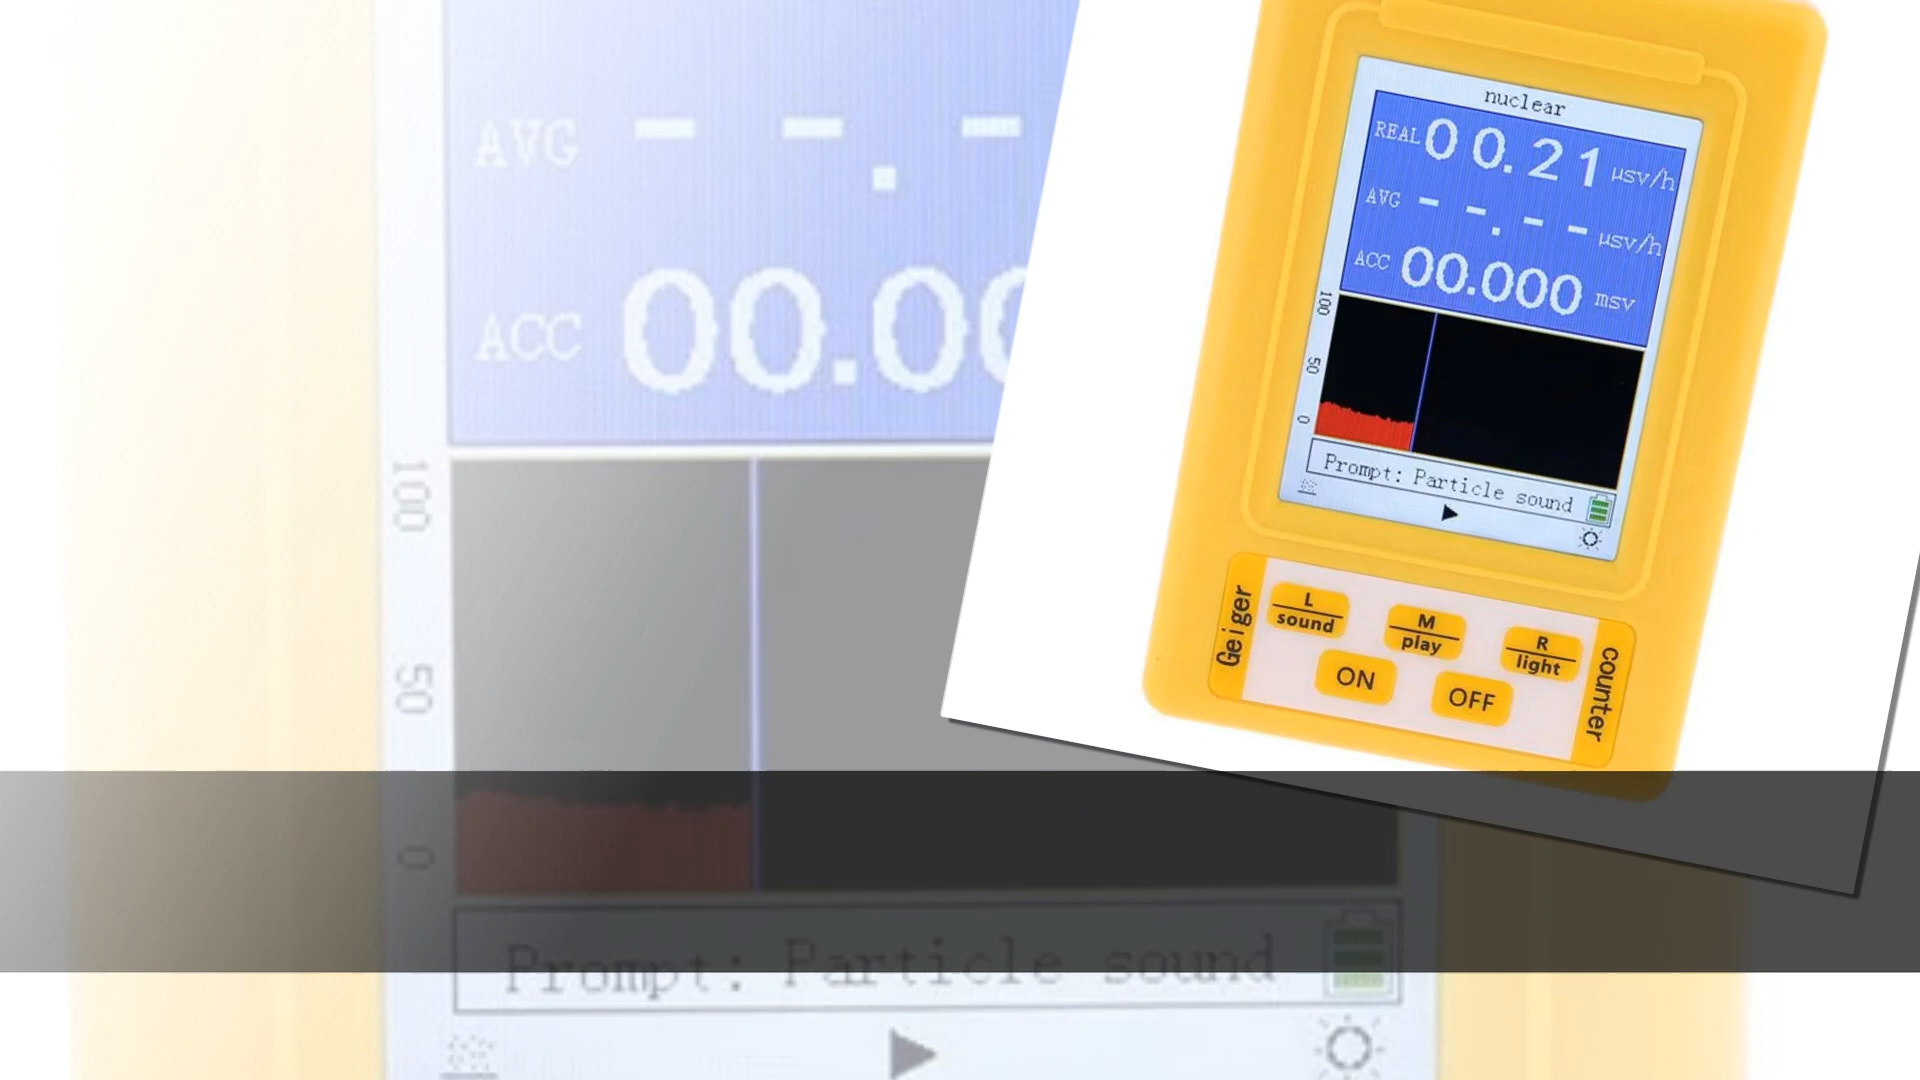 AVG --.-
ACC 00.00
100
50
0
Prompt: Particle sound
nuclear
REAL 00.21 μsv/h
AVG --.-- μsv/h
ACC 00.000 msv
100
50
0
Prompt: Particle sound
Geiger
L
sound
M
play
R
light
ON
OFF
counter